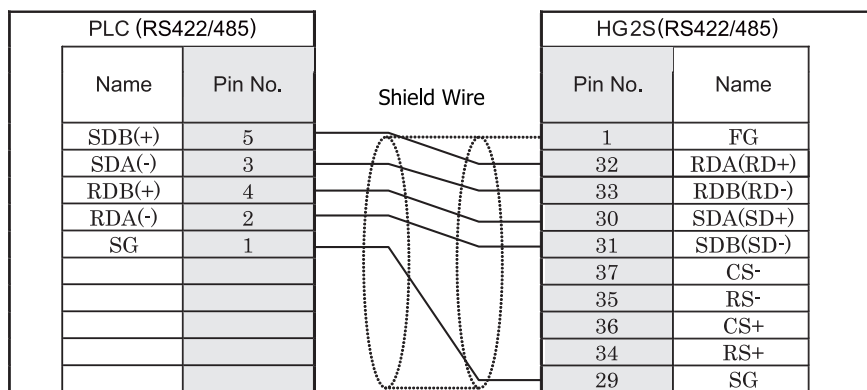 PLC (RS422/485) HG2S(RS422/485)
Name Pin No. Shield Wire Pin No. Name
SDB(+) 5 1 FG
SDA(-) 3 32 RDA(RD+)
RDB(+) 4 33 RDB(RD-)
RDA(-) 2 30 SDA(SD+)
SG 1 31 SDB(SD-)
37 CS-
35 RS-
36 CS+
34 RS+
29 SG